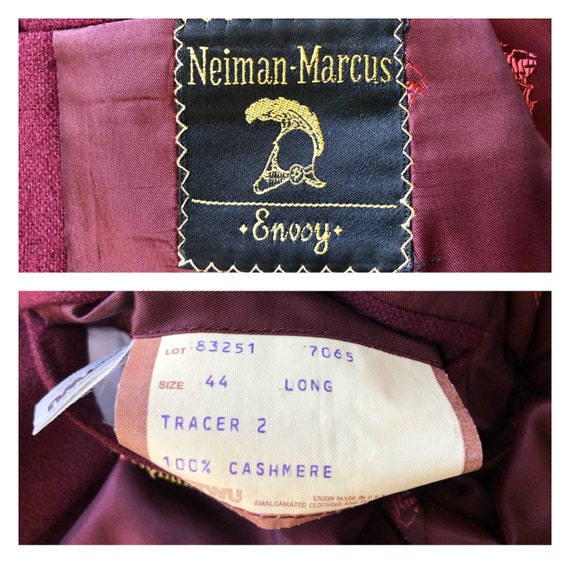 Neiman-Marcus
•Envoy•
LOT 83251 7065
SIZE 44 LONG
TRACER 2
100% CASHMERE
UNION MADE IN U.S.
AMALGAMATED CLOTHING AND